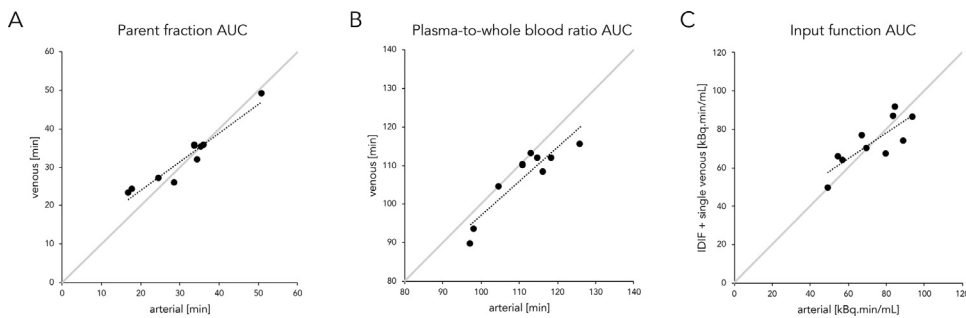 A
Parent fraction AUC
60
50
40
30
20
10
0
0 10 20 30 40 50 60
venous [min]
arterial [min]
B
Plasma-to-whole blood ratio AUC
140
130
120
110
100
90
80
80 90 100 110 120 130 140
venous [min]
arterial [min]
C
Input function AUC
120
100
80
60
40
20
0
0 20 40 60 80 100 120
IDIF + single venous [kBq.min/mL]
arterial [kBq.min/mL]